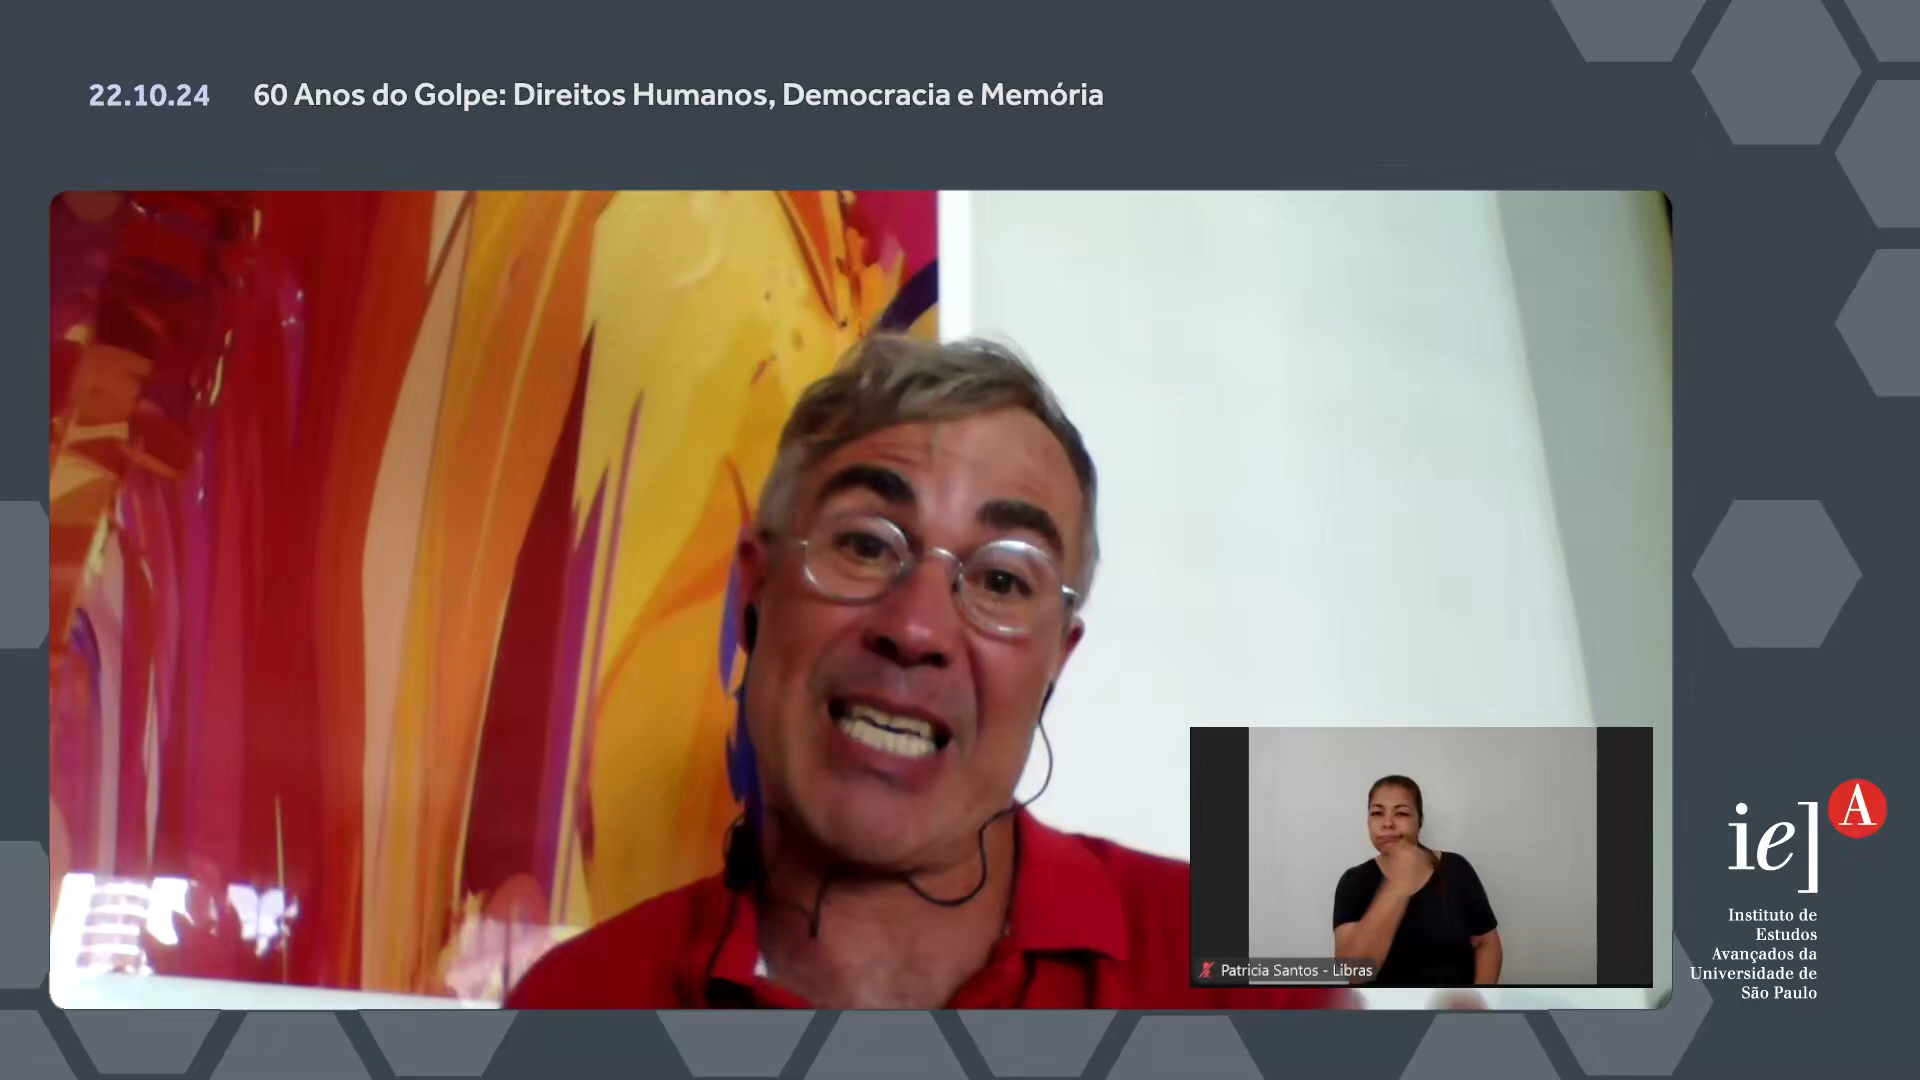 22.10.24 60 Anos do Golpe: Direitos Humanos, Democracia e Memória
Patricia Santos - Libras
ie] A
Instituto de
Estudos
Avançados da
Universidade de
São Paulo